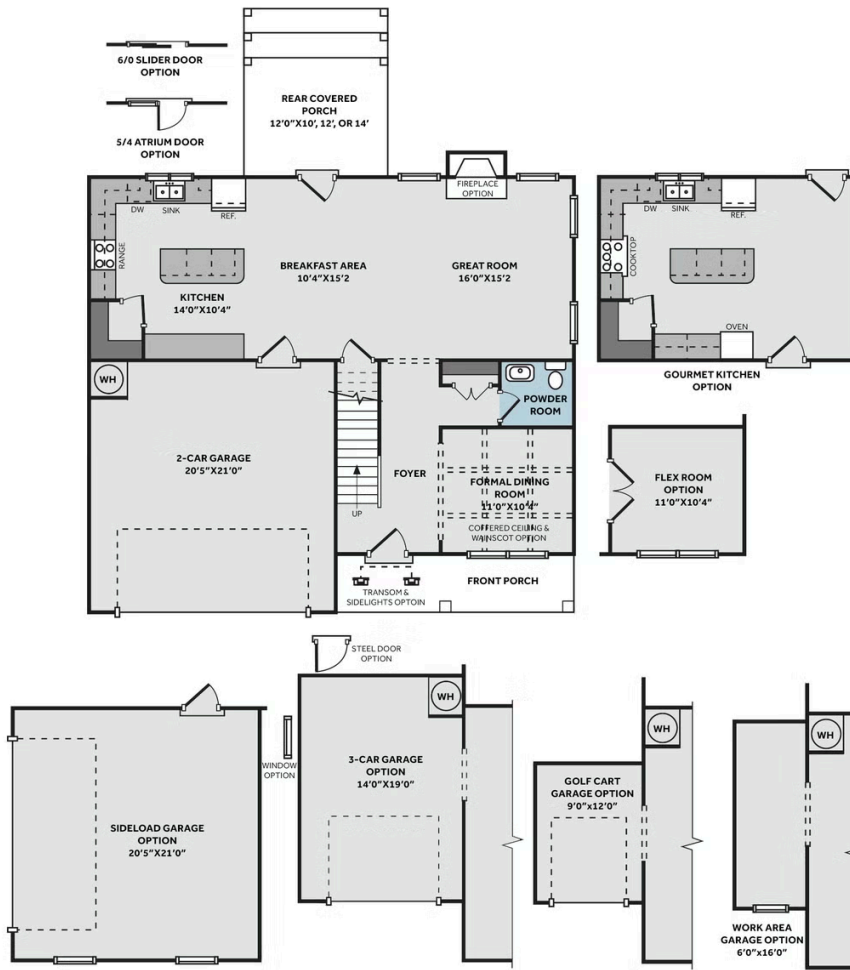 6/0 SLIDER DOOR
OPTION
5/4 ATRIUM DOOR
OPTION
REAR COVERED
PORCH
12'0"X10', 12', OR 14'
FIREPLACE
OPTION
DW
SINK
REF.
RANGE
KITCHEN
14'0"X10'4"
BREAKFAST AREA
10'4"X15'2
GREAT ROOM
16'0"X15'2
DW
SINK
REF.
COOKTOP
OVEN
GOURMET KITCHEN
OPTION
WH
2-CAR GARAGE
20'5"X21'0"
UP
FOYER
POWDER
ROOM
FORMAL DINING
ROOM
11'0"X10'4"
COFFERED CEILING &
WAINSCOT OPTION
FLEX ROOM
OPTION
11'0"X10'4"
TRANSOM &
SIDELIGHTS OPTOIN
FRONT PORCH
STEEL DOOR
OPTION
SIDELOAD GARAGE
OPTION
20'5"X21'0"
WINDOW
OPTION
WH
3-CAR GARAGE
OPTION
14'0"X19'0"
WH
GOLF CART
GARAGE OPTION
9'0"x12'0"
WH
WORK AREA
GARAGE OPTION
6'0"x16'0"